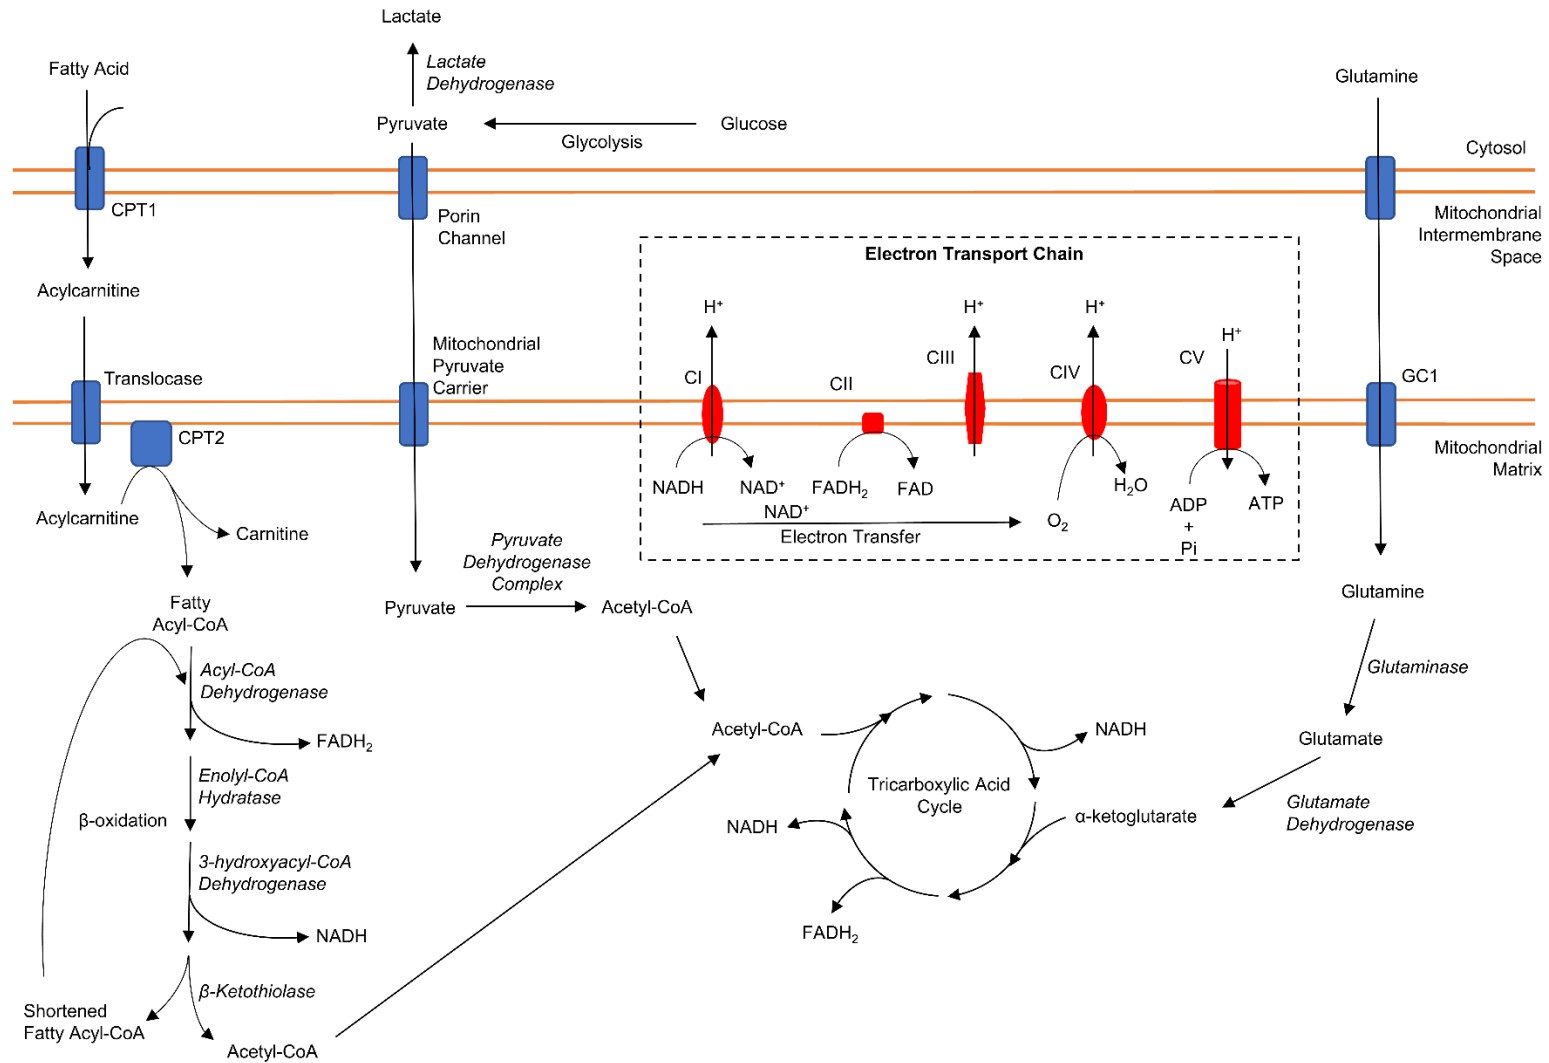 Lactate
Fatty Acid
Lactate
Dehydrogenase
Glutamine
Pyruvate
Glucose
Glycolysis
Cytosol
CPT1
Porin
Channel
Mitochondrial
Intermembrane
Space
Electron Transport Chain
Acylcarnitine
H⁺
H⁺
H⁺
H⁺
Mitochondrial
Pyruvate
Carrier
Translocase
CI
CII
CIII
CIV
CV
GC1
CPT2
Mitochondrial
Matrix
NADH
NAD⁺
FADH₂
FAD
H₂O
ADP
+
Pi
ATP
NAD⁺
O₂
Electron Transfer
Acylcarnitine
Carnitine
Pyruvate
Dehydrogenase
Complex
Fatty
Acyl-CoA
Pyruvate
Acetyl-CoA
Glutamine
Acyl-CoA
Dehydrogenase
Glutaminase
FADH₂
Acetyl-CoA
NADH
Glutamate
Enolyl-CoA
Hydratase
Tricarboxylic Acid
Cycle
β-oxidation
NADH
α-ketoglutarate
Glutamate
Dehydrogenase
3-hydroxyacyl-CoA
Dehydrogenase
NADH
FADH₂
β-Ketothiolase
Shortened
Fatty Acyl-CoA
Acetyl-CoA